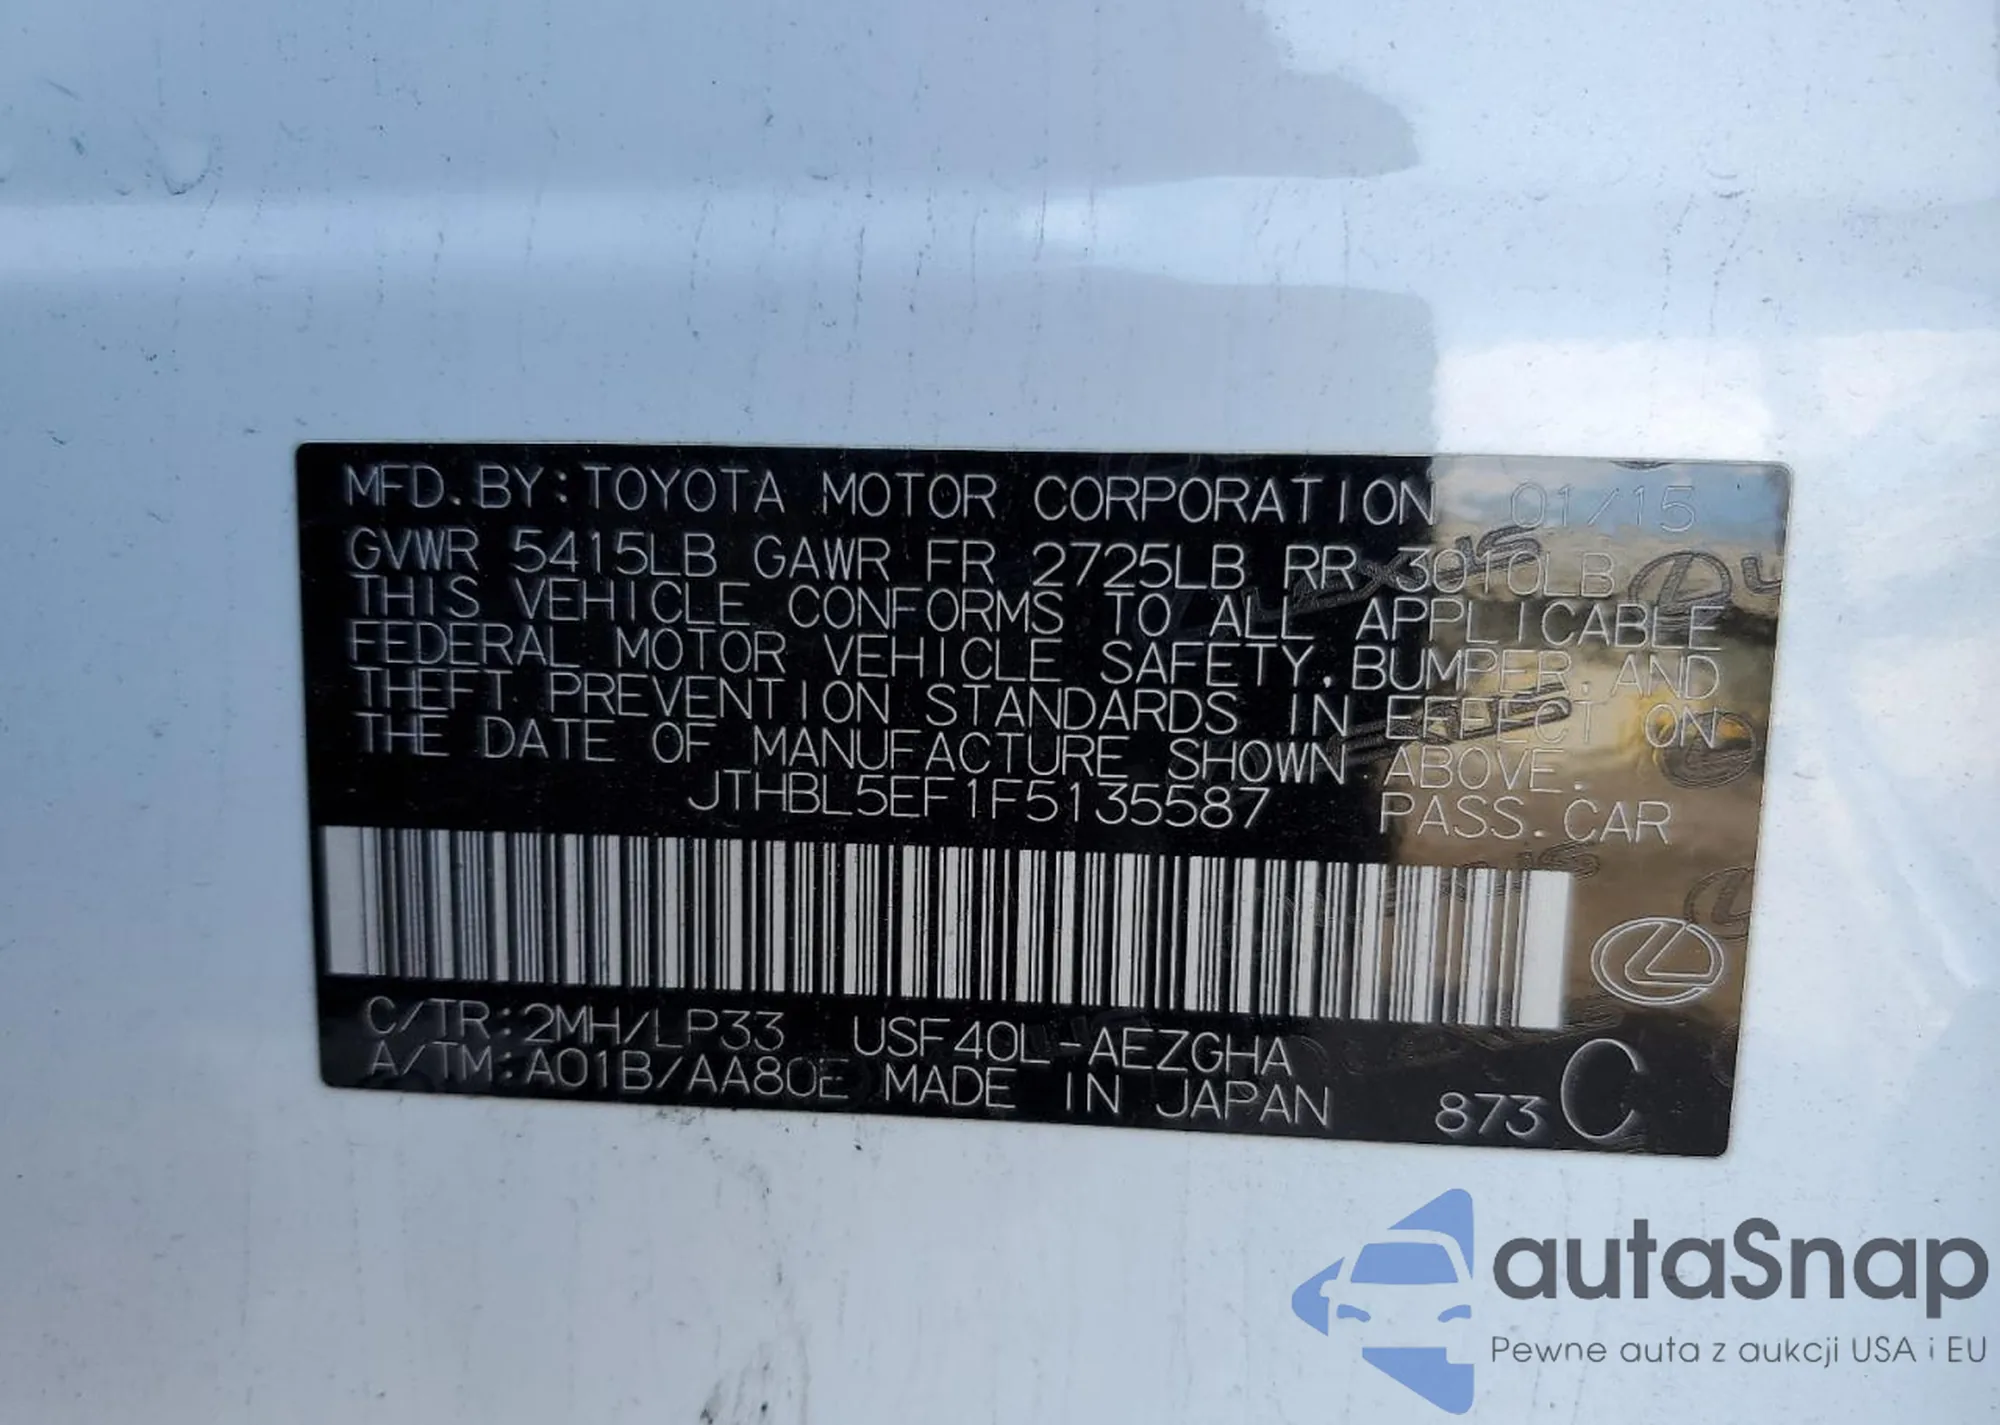 MFD. BY: TOYOTA MOTOR CORPORATION 01/15
GVWR 5415LB GAWR FR 2725LB RR 3010LB
THIS VEHICLE CONFORMS TO ALL APPLICABLE
FEDERAL MOTOR VEHICLE SAFETY, BUMPER, AND
THEFT PREVENTION STANDARDS IN EFFECT ON
THE DATE OF MANUFACTURE SHOWN ABOVE.
JTHBL5EF1F5135587 PASS. CAR
C/TR: 2MH/LP33 USF40L-AEZGHA
A/TM: A01B/AA80E MADE IN JAPAN 873 C
autaSnap
Pewne auta z aukcji USA i EU